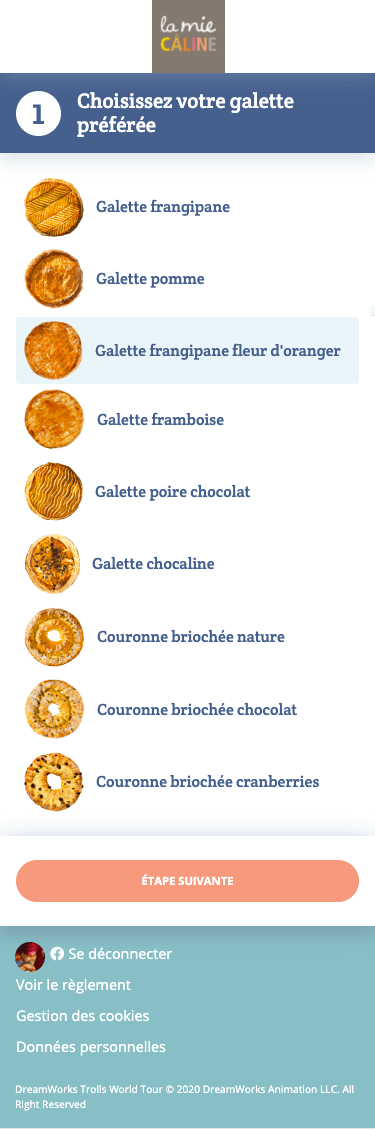 la mie
CÂLINE
1
Choisissez votre galette
préférée
Galette frangipane
Galette pomme
Galette frangipane fleur d'oranger
Galette framboise
Galette poire chocolat
Galette chocaline
Couronne briochée nature
Couronne briochée chocolat
Couronne briochée cranberries
ÉTAPE SUIVANTE
Se déconnecter
Voir le règlement
Gestion des cookies
Données personnelles
DreamWorks Trolls World Tour © 2020 DreamWorks Animation LLC. All
Right Reserved